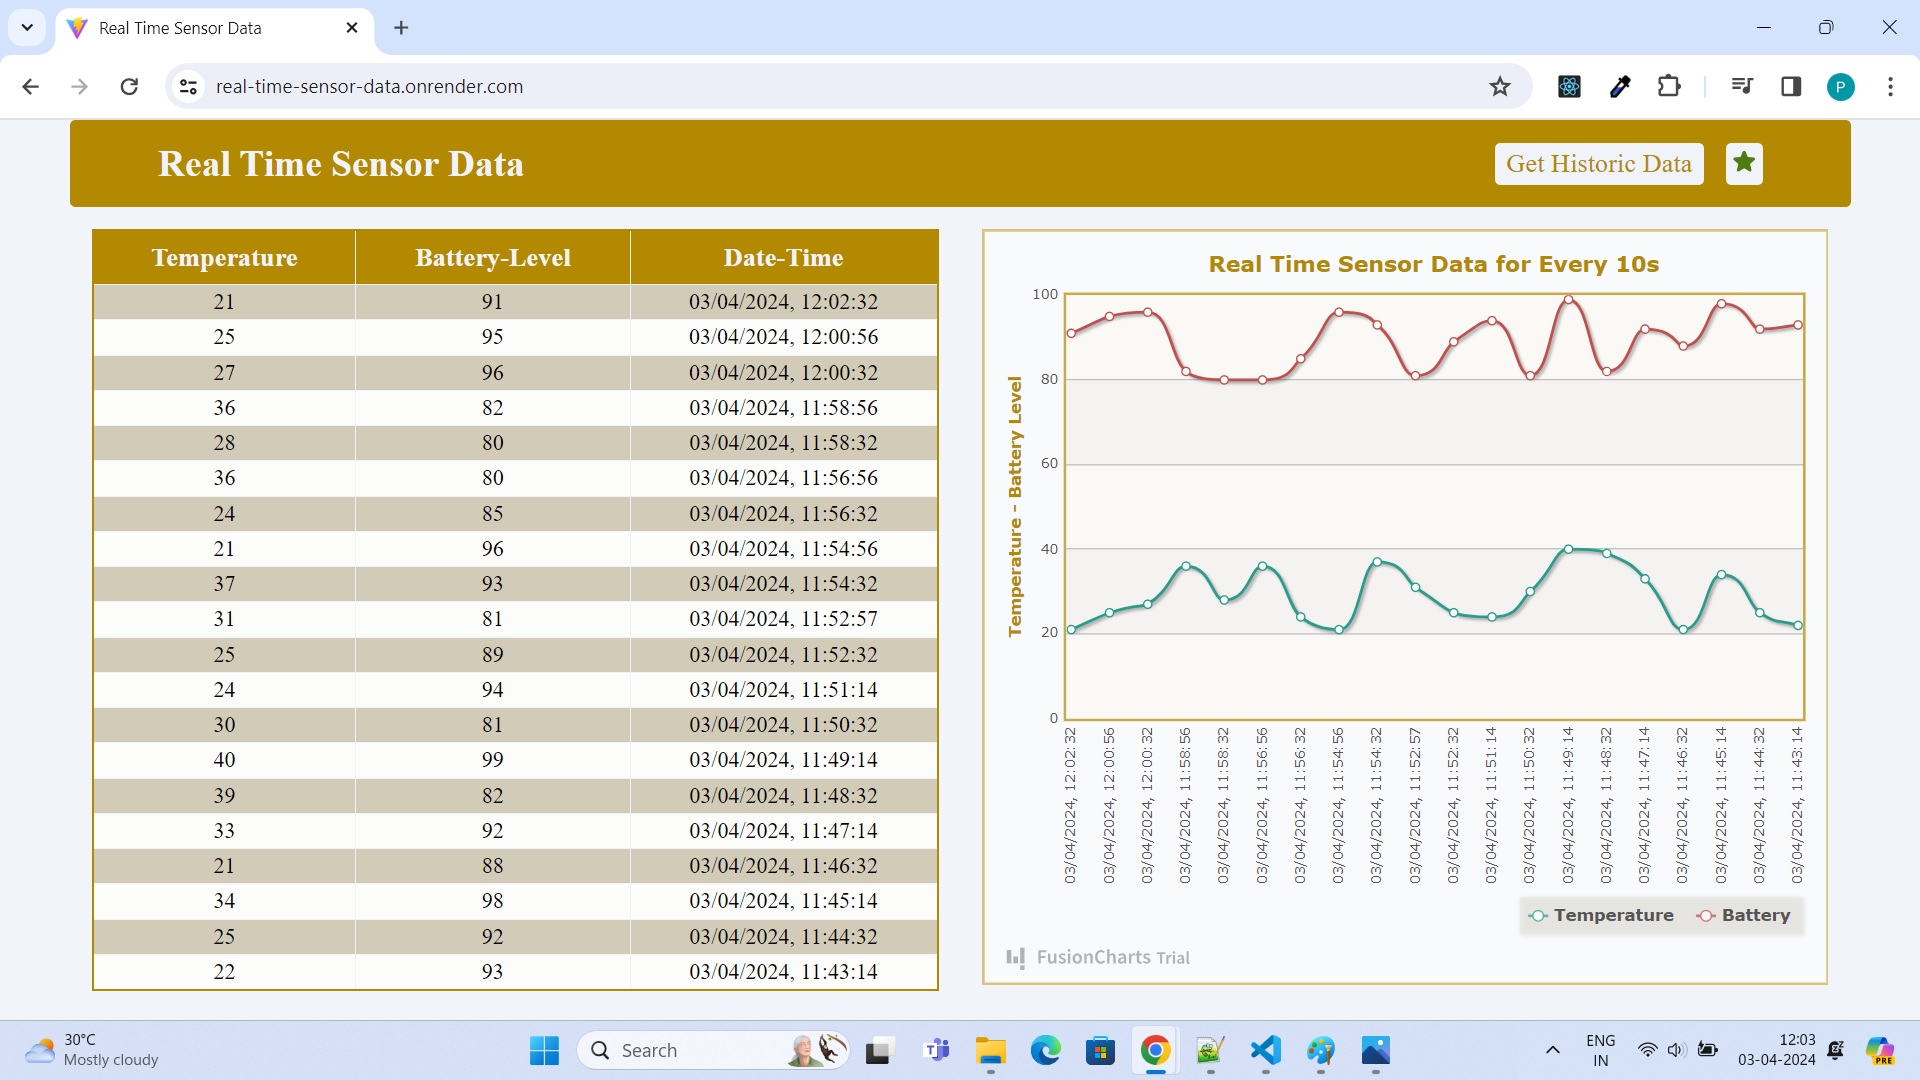 Real Time Sensor Data
real-time-sensor-data.onrender.com
P
Real Time Sensor Data
Get Historic Data
Temperature Battery-Level Date-Time
21 91 03/04/2024, 12:02:32
25 95 03/04/2024, 12:00:56
27 96 03/04/2024, 12:00:32
36 82 03/04/2024, 11:58:56
28 80 03/04/2024, 11:58:32
36 80 03/04/2024, 11:56:56
24 85 03/04/2024, 11:56:32
21 96 03/04/2024, 11:54:56
37 93 03/04/2024, 11:54:32
31 81 03/04/2024, 11:52:57
25 89 03/04/2024, 11:52:32
24 94 03/04/2024, 11:51:14
30 81 03/04/2024, 11:50:32
40 99 03/04/2024, 11:49:14
39 82 03/04/2024, 11:48:32
33 92 03/04/2024, 11:47:14
21 88 03/04/2024, 11:46:32
34 98 03/04/2024, 11:45:14
25 92 03/04/2024, 11:44:32
22 93 03/04/2024, 11:43:14
Real Time Sensor Data for Every 10s
Temperature - Battery Level
100
80
60
40
20
0
03/04/2024, 12:02:32
03/04/2024, 12:00:56
03/04/2024, 12:00:32
03/04/2024, 11:58:56
03/04/2024, 11:58:32
03/04/2024, 11:56:56
03/04/2024, 11:56:32
03/04/2024, 11:54:56
03/04/2024, 11:54:32
03/04/2024, 11:52:57
03/04/2024, 11:52:32
03/04/2024, 11:51:14
03/04/2024, 11:50:32
03/04/2024, 11:49:14
03/04/2024, 11:48:32
03/04/2024, 11:47:14
03/04/2024, 11:46:32
03/04/2024, 11:45:14
03/04/2024, 11:44:32
03/04/2024, 11:43:14
Temperature Battery
FusionCharts Trial
30°C
Mostly cloudy
Search
ENG
IN
12:03
03-04-2024
PRE